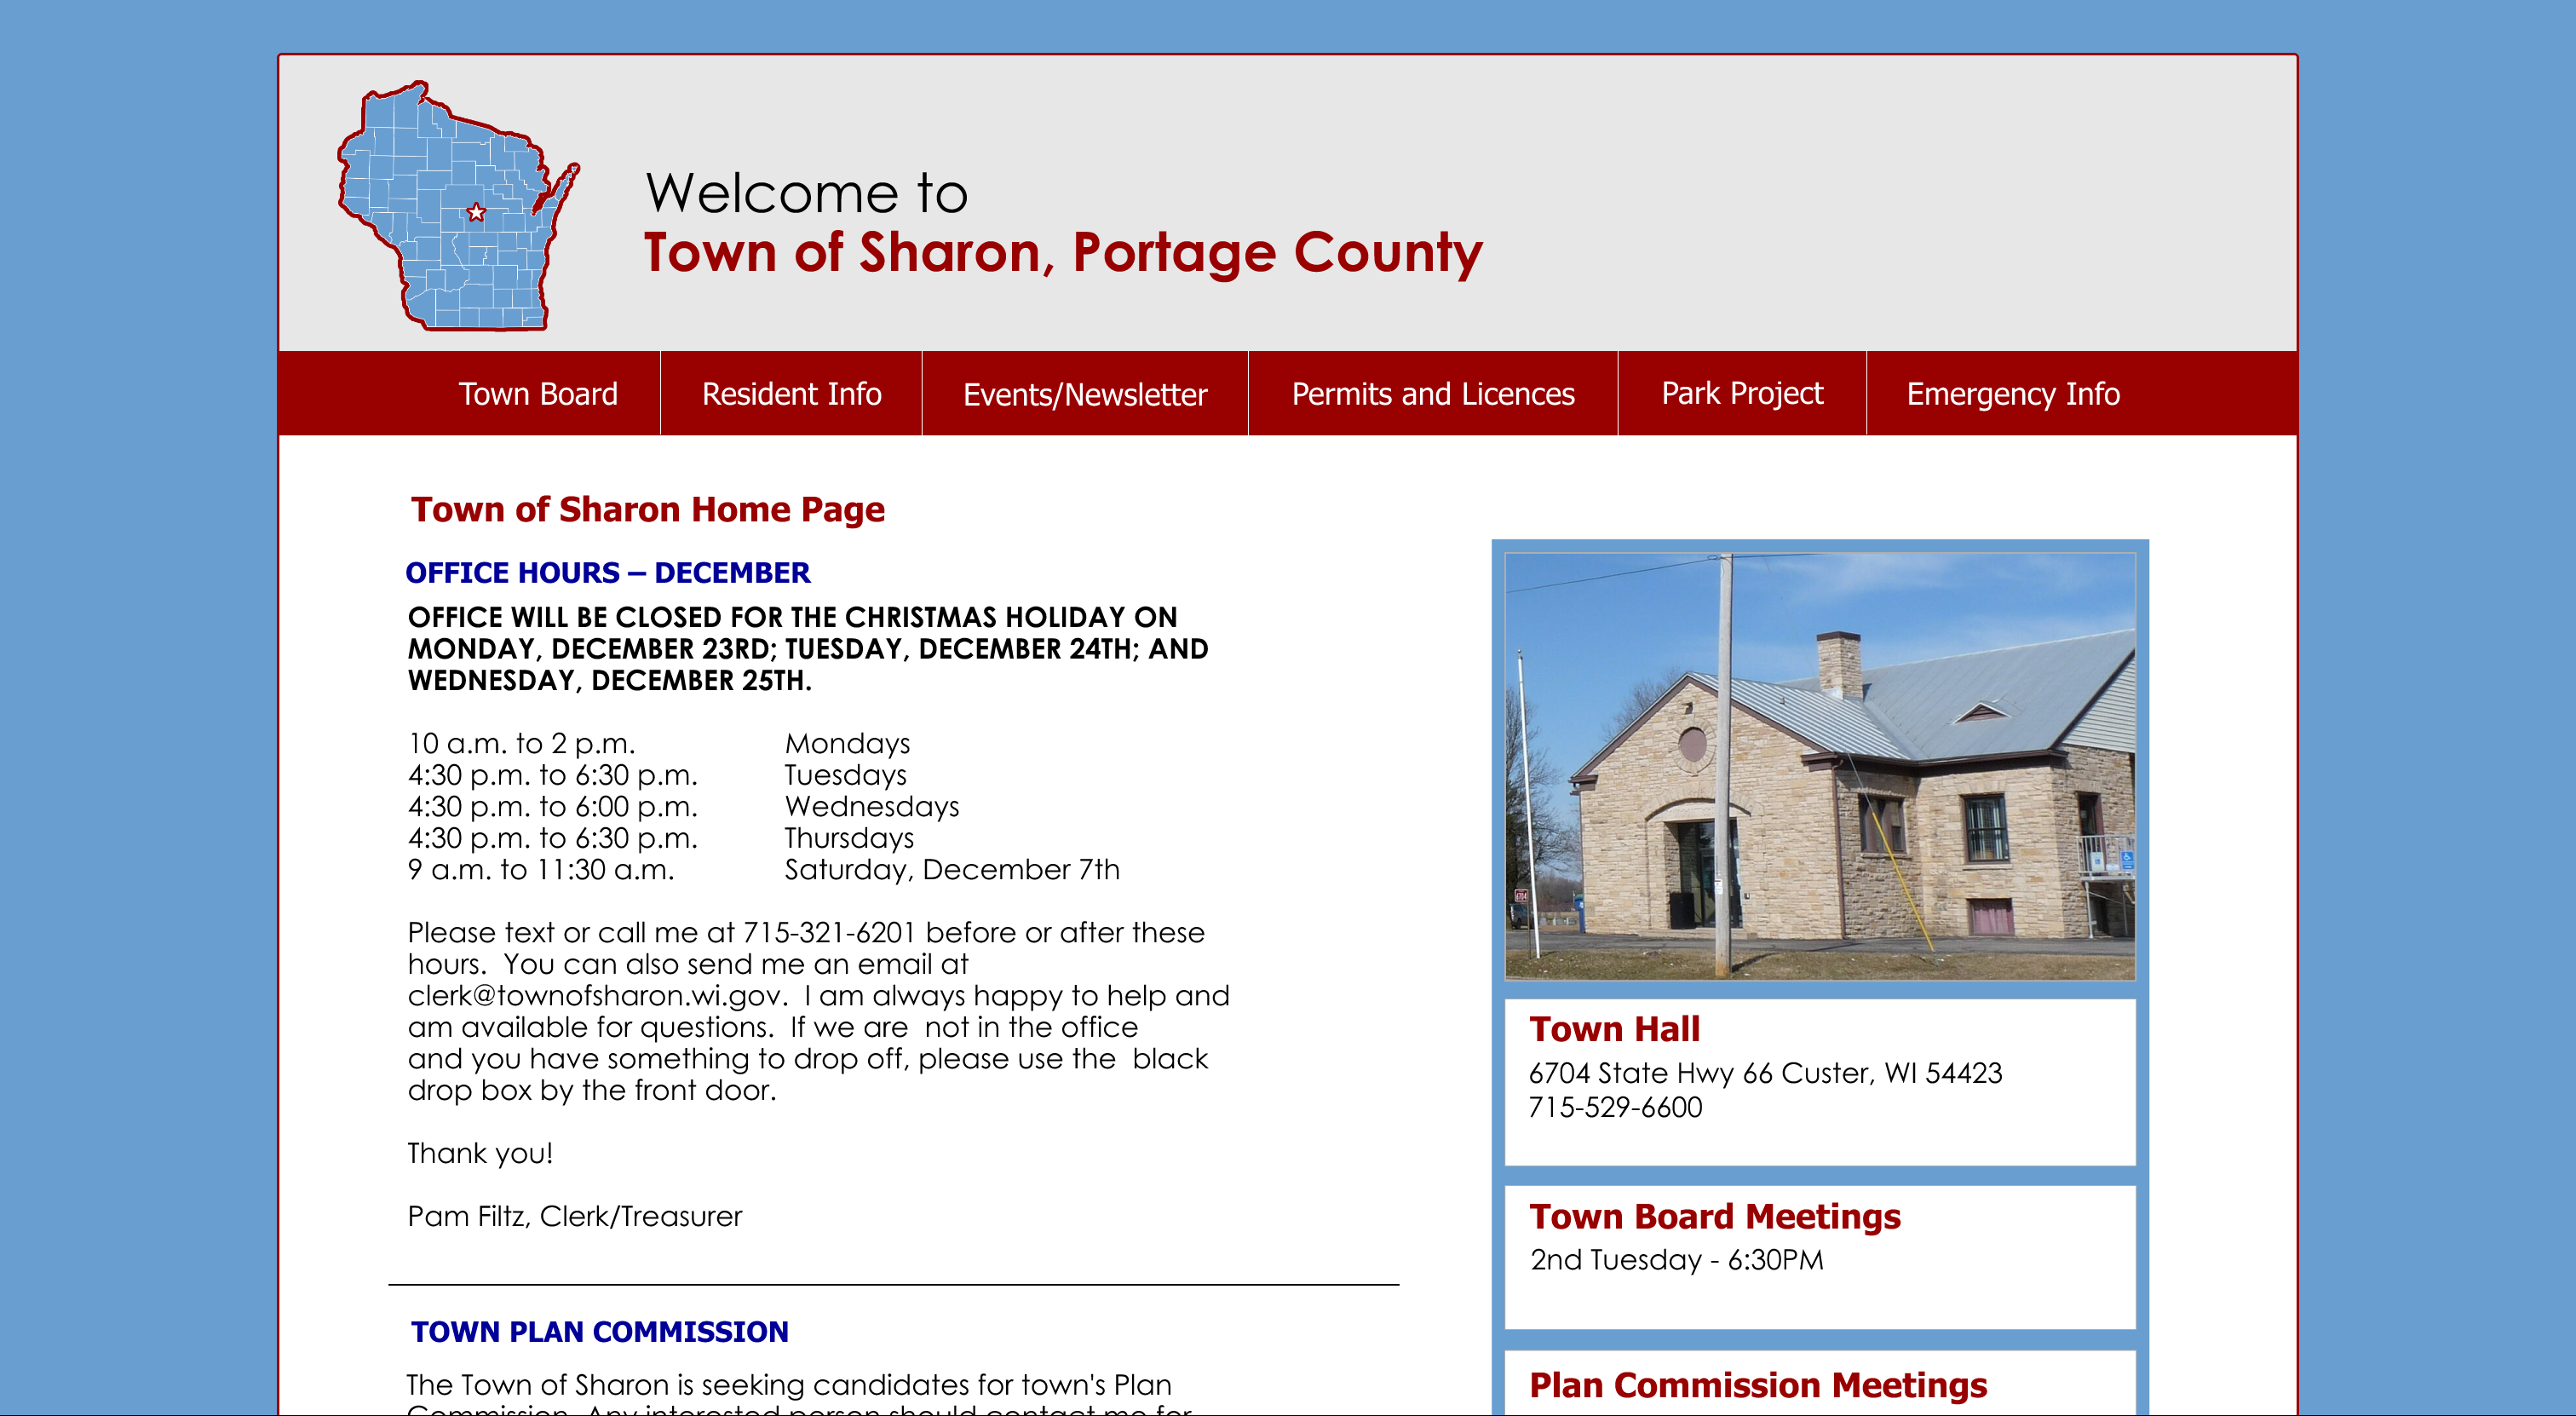 Welcome to
Town of Sharon, Portage County
Town Board
Resident Info
Events/Newsletter
Permits and Licences
Park Project
Emergency Info
Town of Sharon Home Page
OFFICE HOURS – DECEMBER
OFFICE WILL BE CLOSED FOR THE CHRISTMAS HOLIDAY ON
MONDAY, DECEMBER 23RD; TUESDAY, DECEMBER 24TH; AND
WEDNESDAY, DECEMBER 25TH.
10 a.m. to 2 p.m. Mondays
4:30 p.m. to 6:30 p.m. Tuesdays
4:30 p.m. to 6:00 p.m. Wednesdays
4:30 p.m. to 6:30 p.m. Thursdays
9 a.m. to 11:30 a.m. Saturday, December 7th
Please text or call me at 715-321-6201 before or after these
hours.  You can also send me an email at
clerk@townofsharon.wi.gov.  I am always happy to help and
am available for questions.  If we are  not in the office
and you have something to drop off, please use the  black
drop box by the front door.
Thank you!
Pam Filtz, Clerk/Treasurer
TOWN PLAN COMMISSION
The Town of Sharon is seeking candidates for town's Plan
Commission. Any interested person should contact me for
Town Hall
6704 State Hwy 66 Custer, WI 54423
715-529-6600
Town Board Meetings
2nd Tuesday - 6:30PM
Plan Commission Meetings